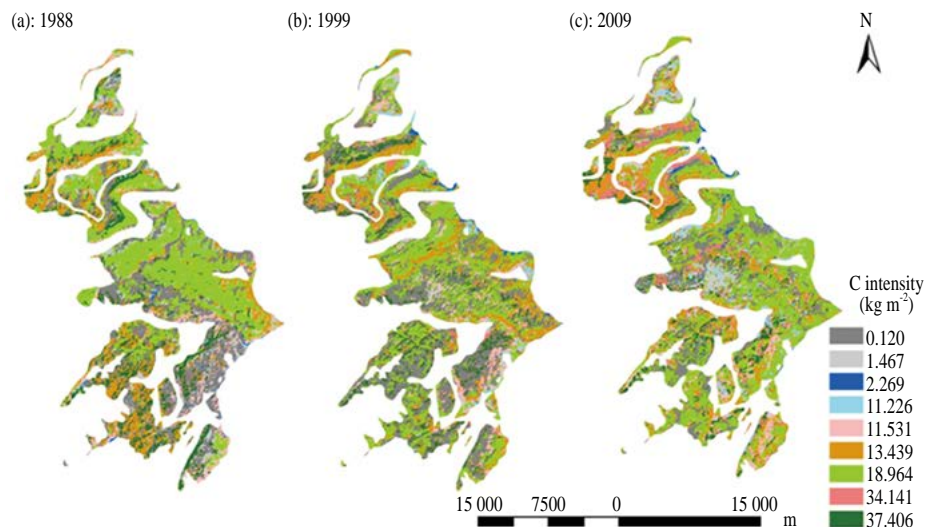 (a): 1988 (b): 1999 (c): 2009 N
C intensity
(kg m⁻²)
0.120
1.467
2.269
11.226
11.531
13.439
18.964
34.141
37.406
15 000 7500 0 15 000
m